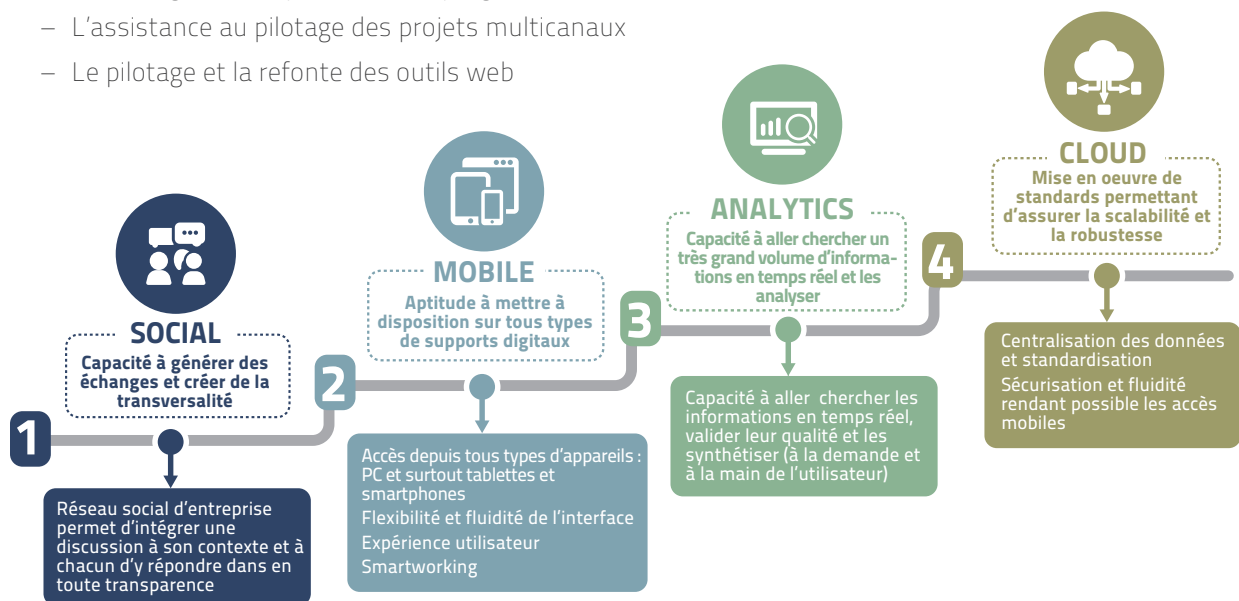 – L'assistance au pilotage des projets multicanaux
– Le pilotage et la refonte des outils web
1
SOCIAL
Capacité à générer des
échanges et créer de la
transversalité
Réseau social d'entreprise
permet d'intégrer une
discussion à son contexte et à
chacun d'y répondre dans en
toute transparence
2
MOBILE
Aptitude à mettre à
disposition sur tous types
de supports digitaux
Accès depuis tous types d'appareils :
PC et surtout tablettes et
smartphones
Flexibilité et fluidité de l'interface
Expérience utilisateur
Smartworking
3
ANALYTICS
Capacité à aller chercher un
très grand volume d'informa-
tions en temps réel et les
analyser
Capacité à aller chercher les
informations en temps réel,
valider leur qualité et les
synthétiser (à la demande et
à la main de l'utilisateur)
4
CLOUD
Mise en oeuvre de
standards permettant
d'assurer la scalabilité et
la robustesse
Centralisation des données
et standardisation
Sécurisation et fluidité
rendant possible les accès
mobiles